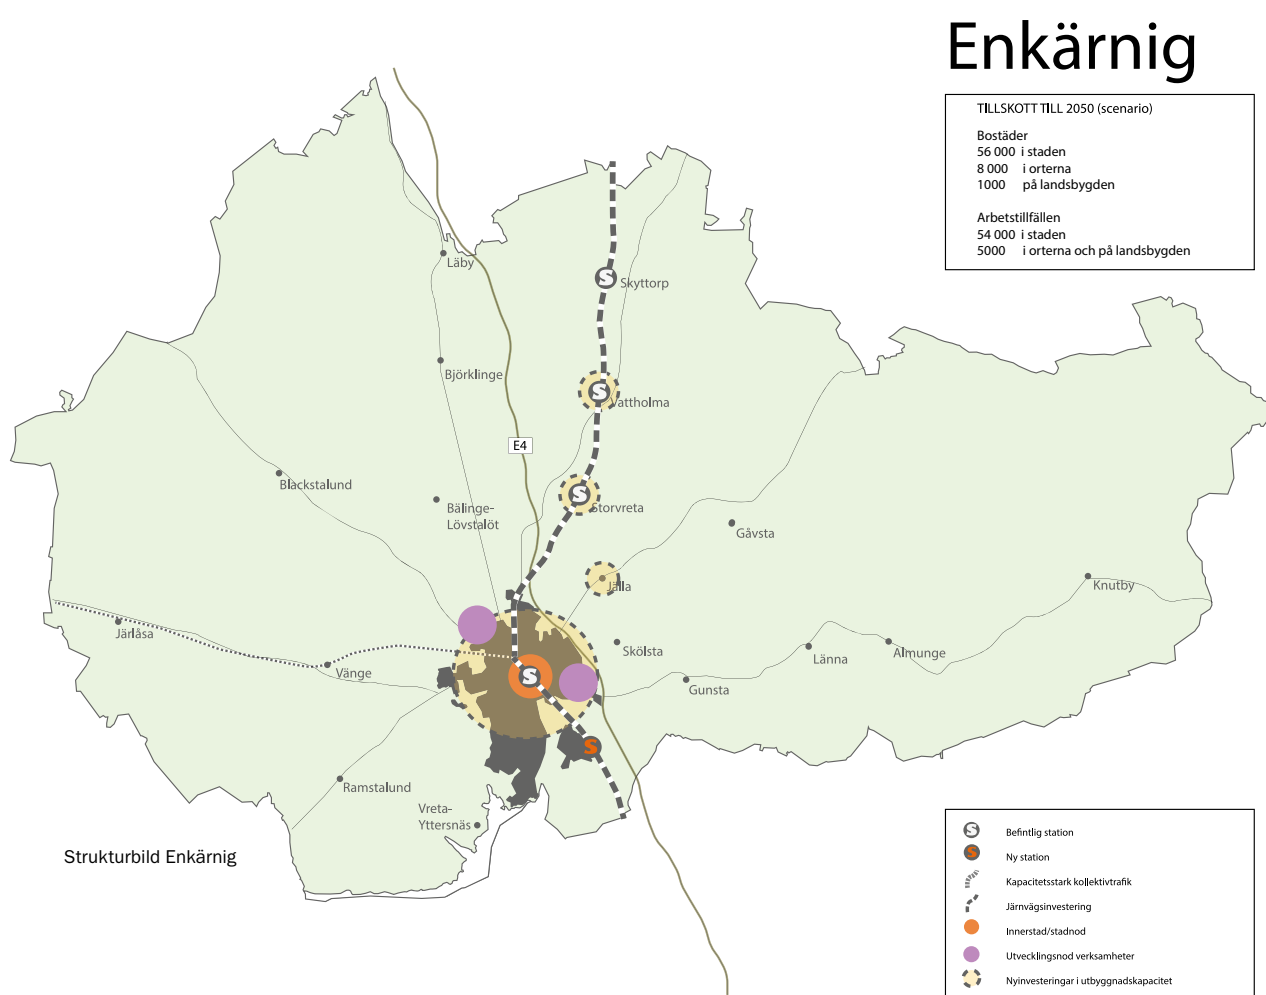 Enkärnig
TILLSKOTT TILL 2050 (scenario)
Bostäder
56 000 i staden
8 000 i orterna
1000 på landsbygden
Arbetstillfällen
54 000 i staden
5000 i orterna och på landsbygden
Läby
S Skyttorp
Björklinge
S
Vattholma
E4
Blackstalund
Bälinge-
Lövstalöt
S
Storvreta
Gåvsta
Jälla
Knutby
Järlåsa
Skölsta
Länna
Almunge
Vänge
S
Gunsta
S
Ramstalund
Vreta-
Yttersnäs
Strukturbild Enkärnig
S Befintlig station
S Ny station
Kapacitetsstark kollektivtrafik
Järnvägsinvestering
Innerstad/stadnod
Utvecklingsnod verksamheter
Nyinvesteringar i utbyggnadskapacitet